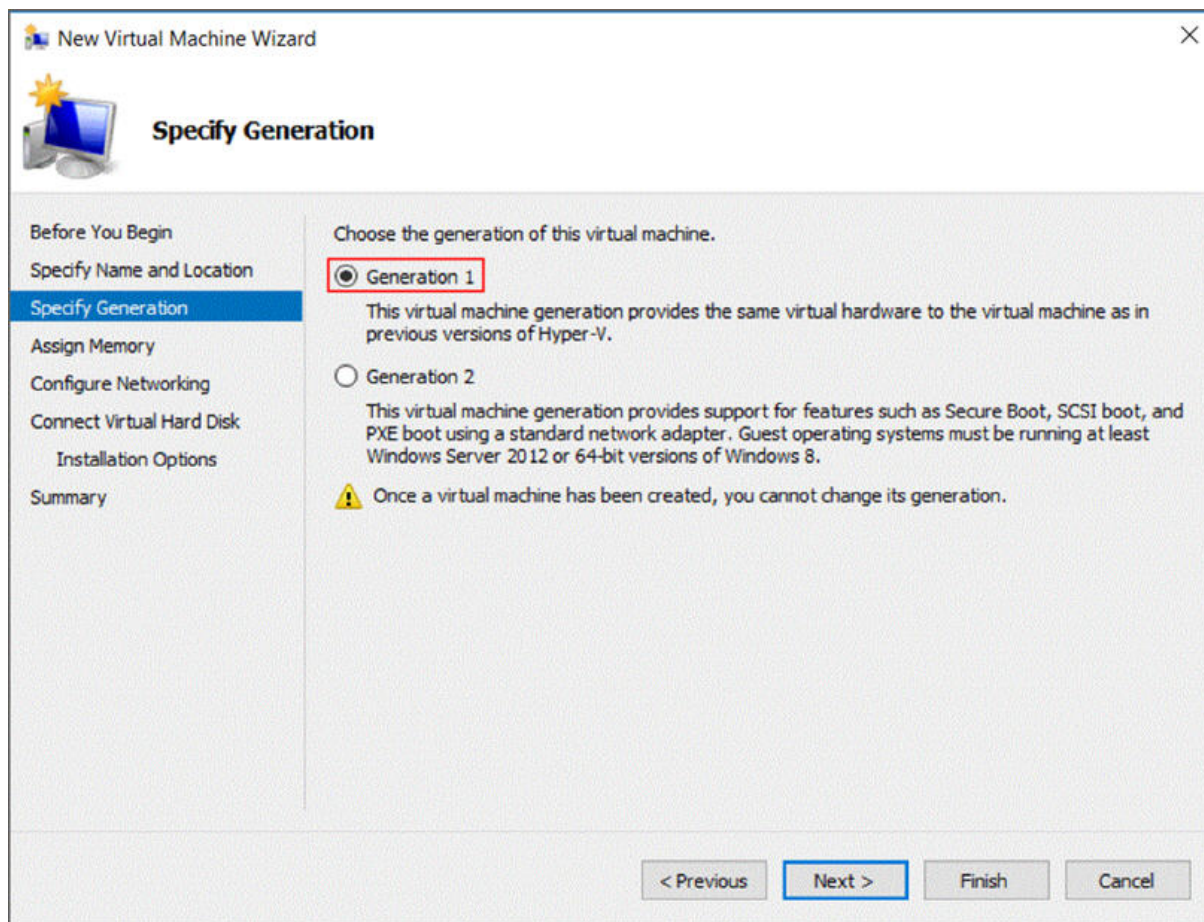 New Virtual Machine Wizard
Specify Generation
Before You Begin
Specify Name and Location
Specify Generation
Assign Memory
Configure Networking
Connect Virtual Hard Disk
Installation Options
Summary
Choose the generation of this virtual machine.
Generation 1
This virtual machine generation provides the same virtual hardware to the virtual machine as in
previous versions of Hyper-V.
Generation 2
This virtual machine generation provides support for features such as Secure Boot, SCSI boot, and
PXE boot using a standard network adapter. Guest operating systems must be running at least
Windows Server 2012 or 64-bit versions of Windows 8.
Once a virtual machine has been created, you cannot change its generation.
< Previous
Next >
Finish
Cancel